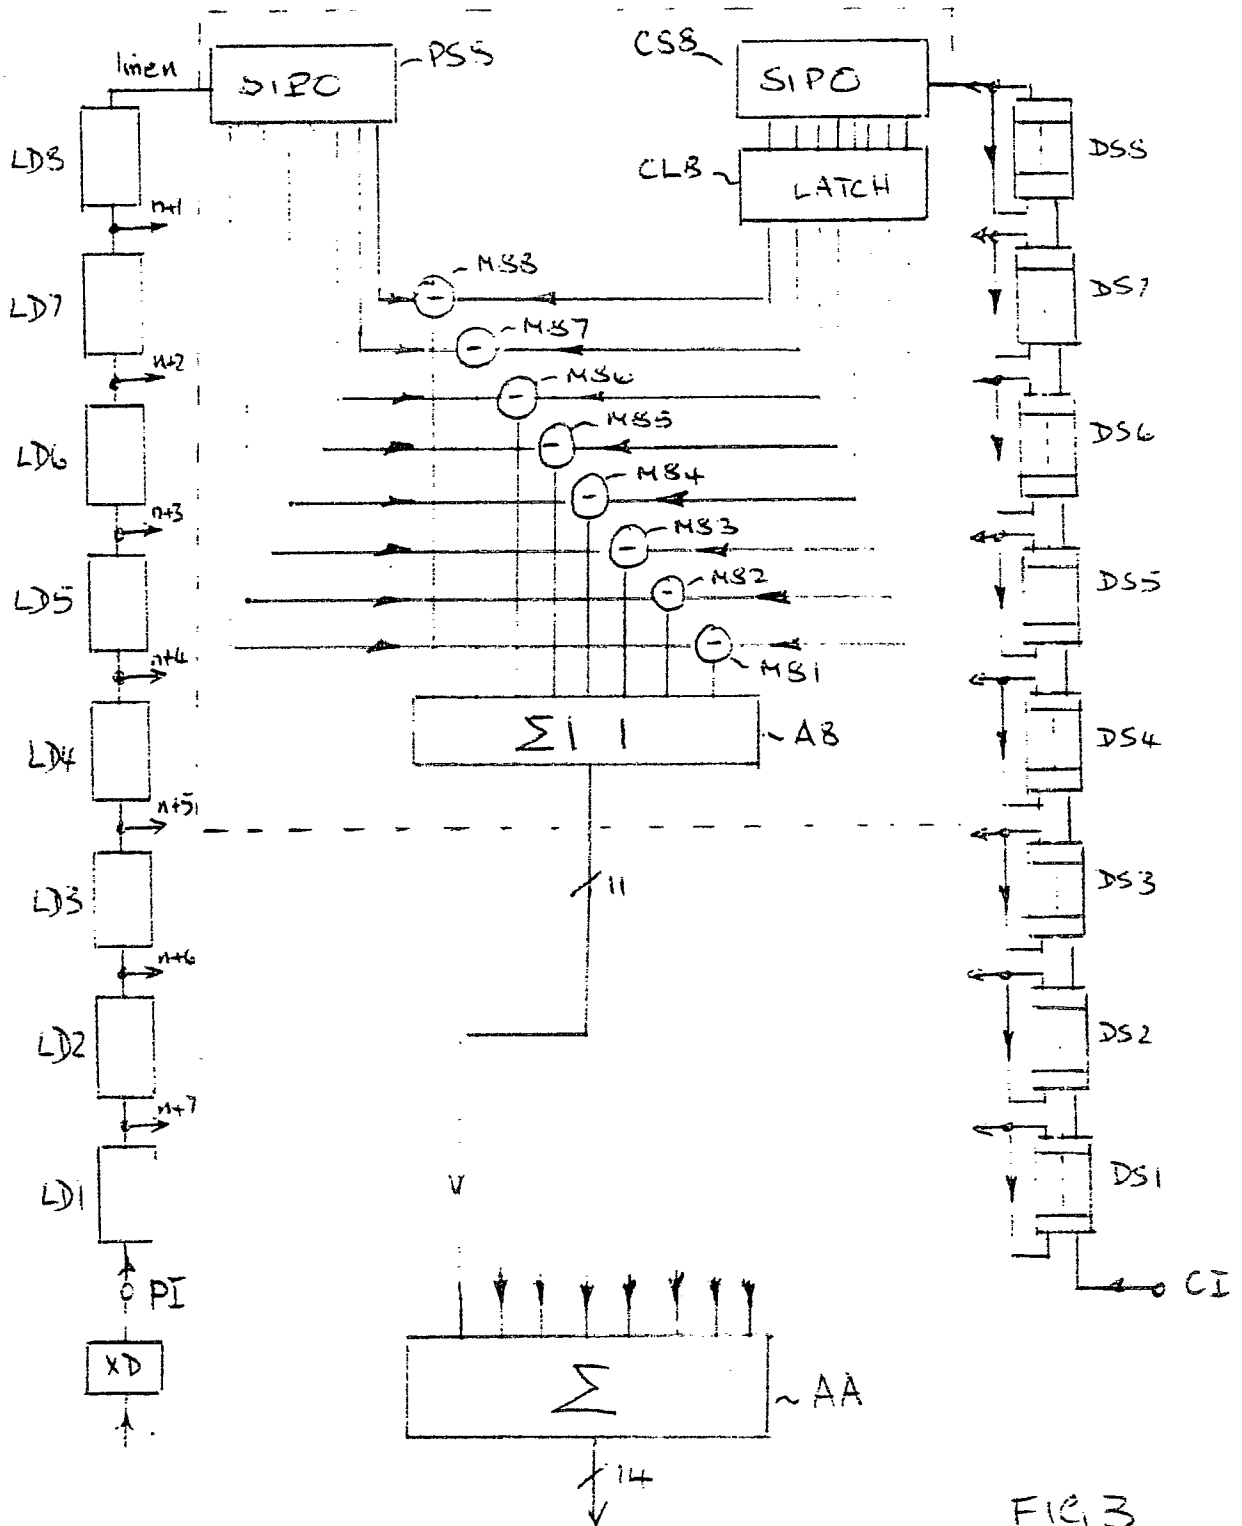 line n
SIPO
PS8
CS8
SIPO
LD8
DS8
CL8
LATCH
n+1
MS8
LD7
DS7
MS7
n+2
MS6
MS5
LD6
DS6
MS4
n+3
MS3
MS2
LD5
DS5
n+4
MS1
Σ| |
A8
LD4
DS4
n+5
LD3
11
DS3
n+6
LD2
DS2
n+7
LD1
DS1
PI
CI
XD
Σ
AA
14
FIG. 3